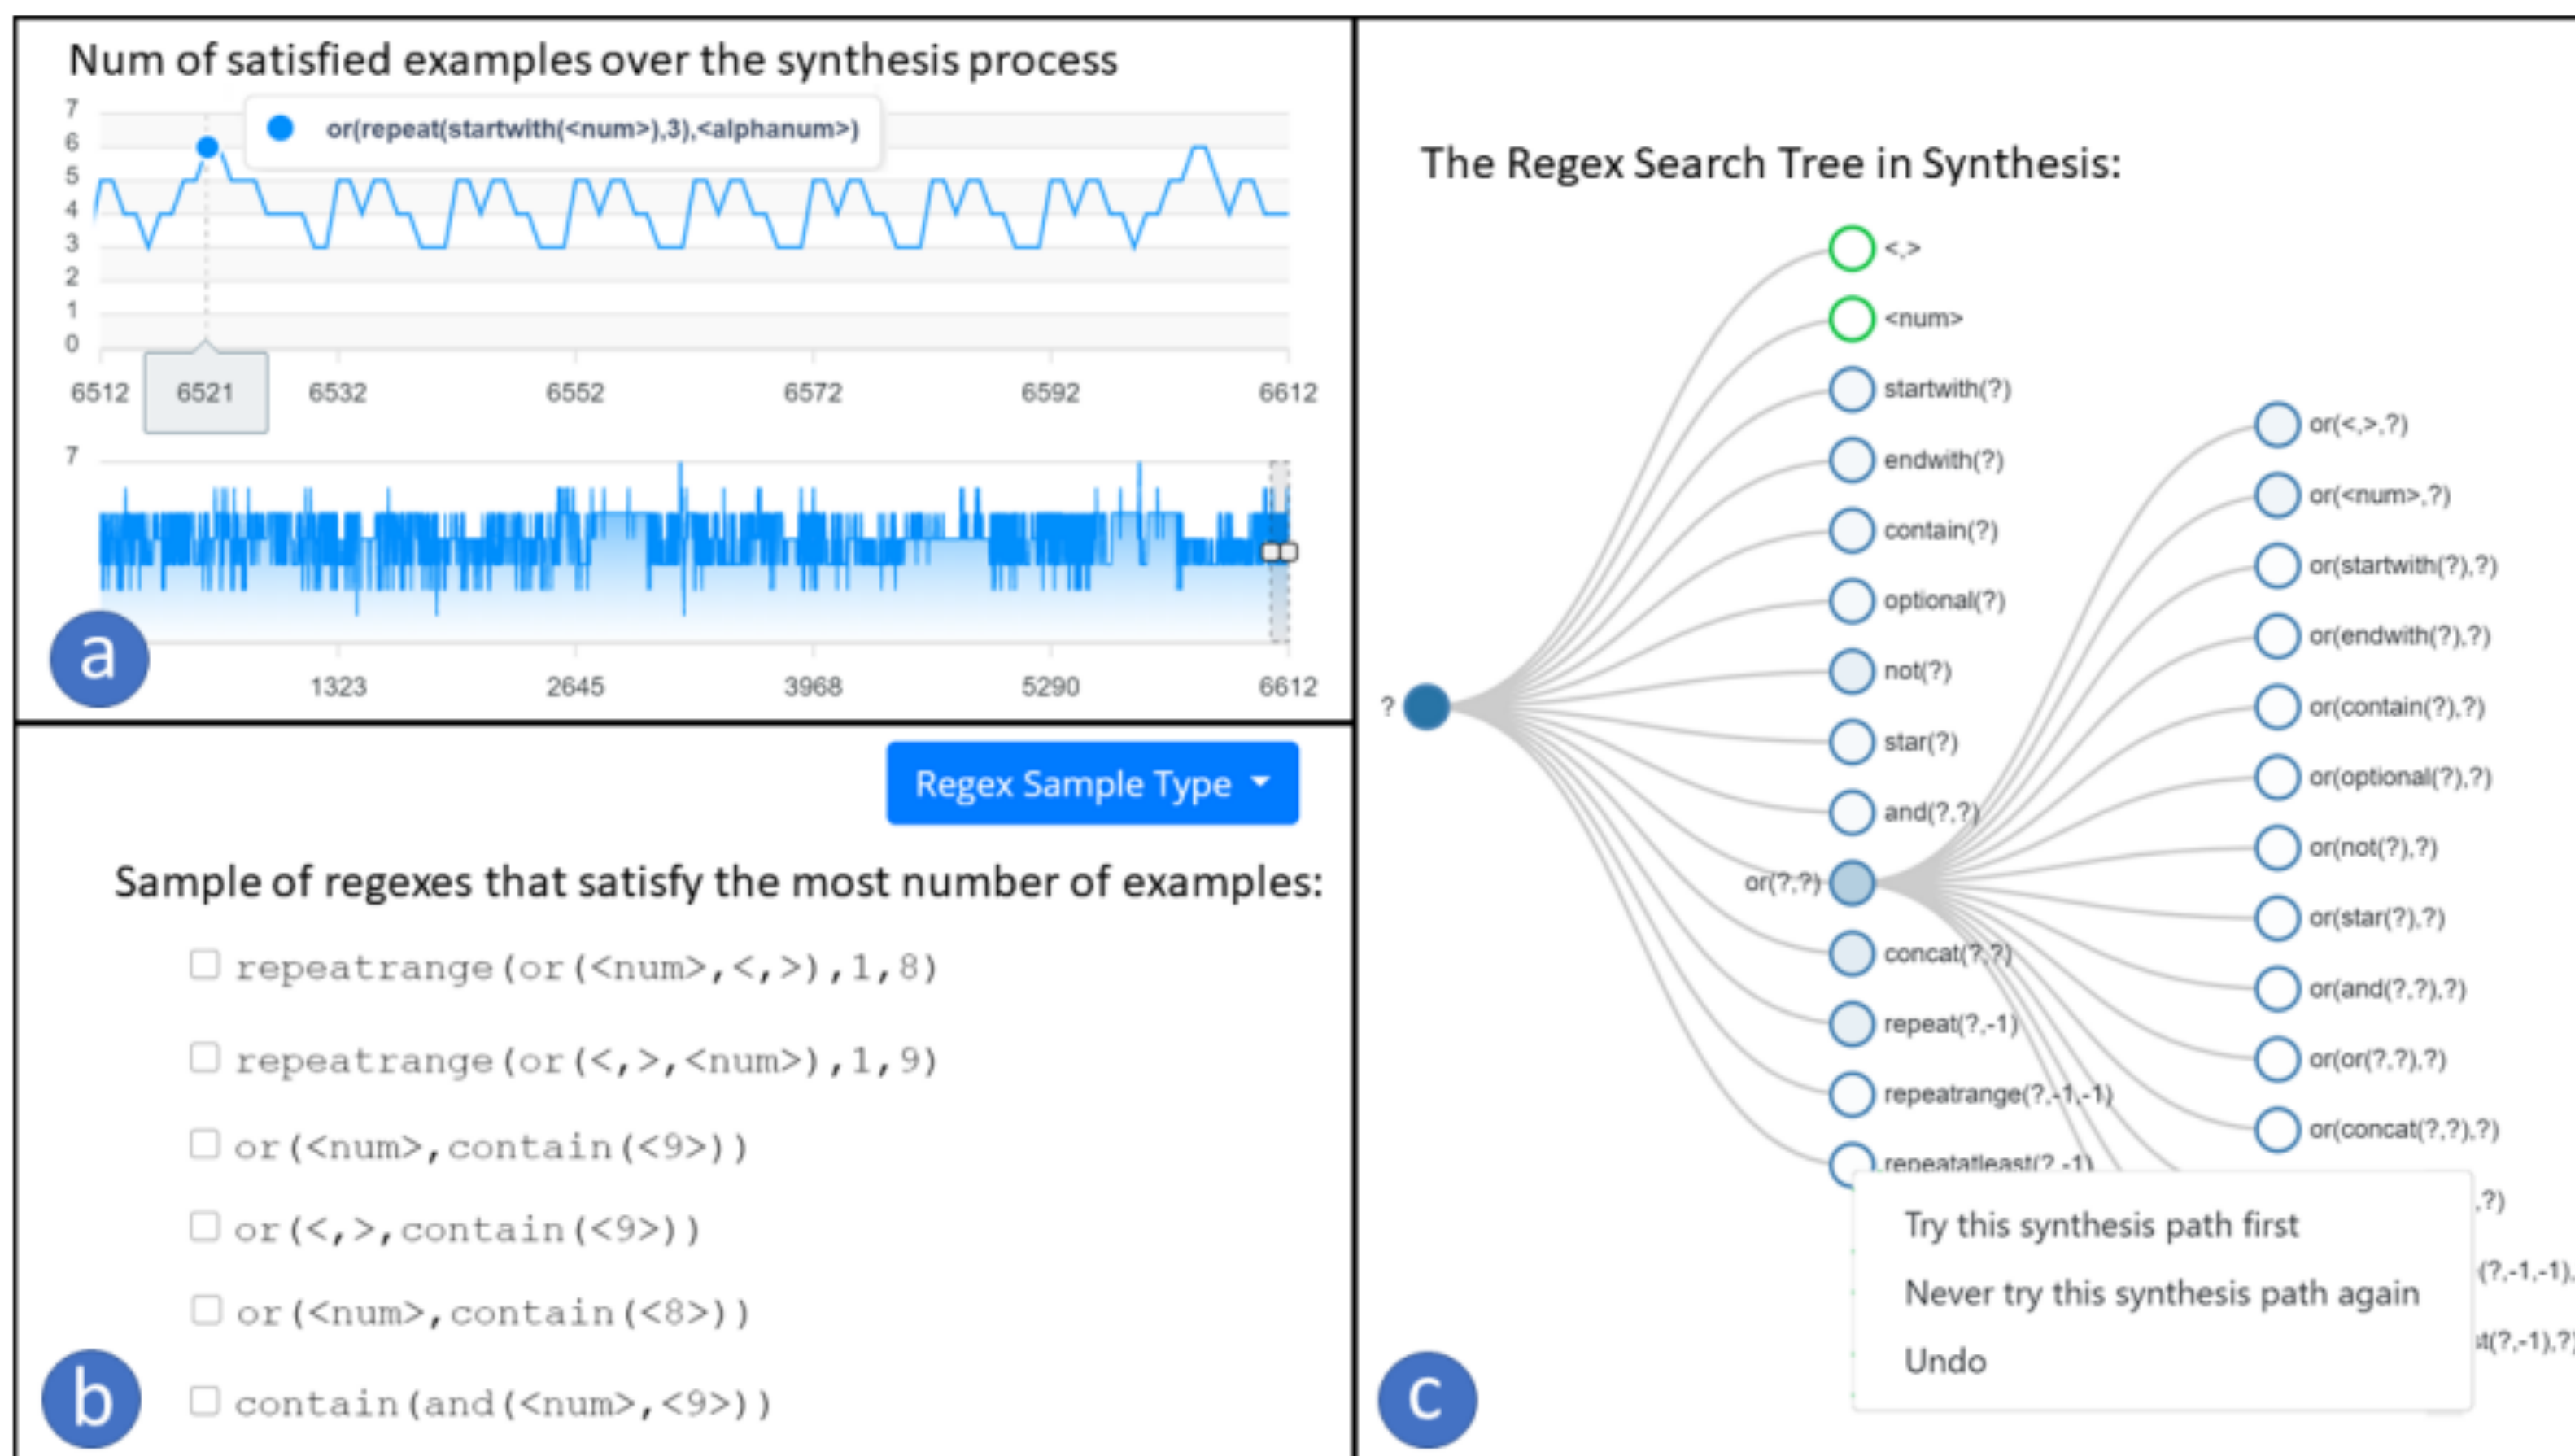 Num of satisfied examples over the synthesis process
7
or(repeat(startwith(<num>),3),<alphanum>)
6
5
4
3
2
1
0
6512 6521 6532 6552 6572 6592 6612
7
a
1323 2645 3968 5290 6612
Regex Sample Type
Sample of regexes that satisfy the most number of examples:
repeatrange(or(<num>,<,>),1,8)
repeatrange(or(<,>,<num>),1,9)
or(<num>,contain(<9>))
or(<,>,contain(<9>))
or(<num>,contain(<8>))
b
contain(and(<num>,<9>))
The Regex Search Tree in Synthesis:
<,>
<num>
startwith(?)
endwith(?)
contain(?)
optional(?)
not(?)
?
star(?)
and(?,?)
or(?,?)
concat(?,?)
repeat(?,-1)
repeatrange(?,-1,-1)
repeatatleast(?,-1)
or(<,>,?)
or(<num>,?)
or(startwith(?),?)
or(endwith(?),?)
or(contain(?),?)
or(optional(?),?)
or(not(?),?)
or(star(?),?)
or(and(?,?),?)
or(or(?,?),?)
or(concat(?,?),?)
,?)
(?,-1,-1),
t(?,-1),?)
Try this synthesis path first
Never try this synthesis path again
Undo
c